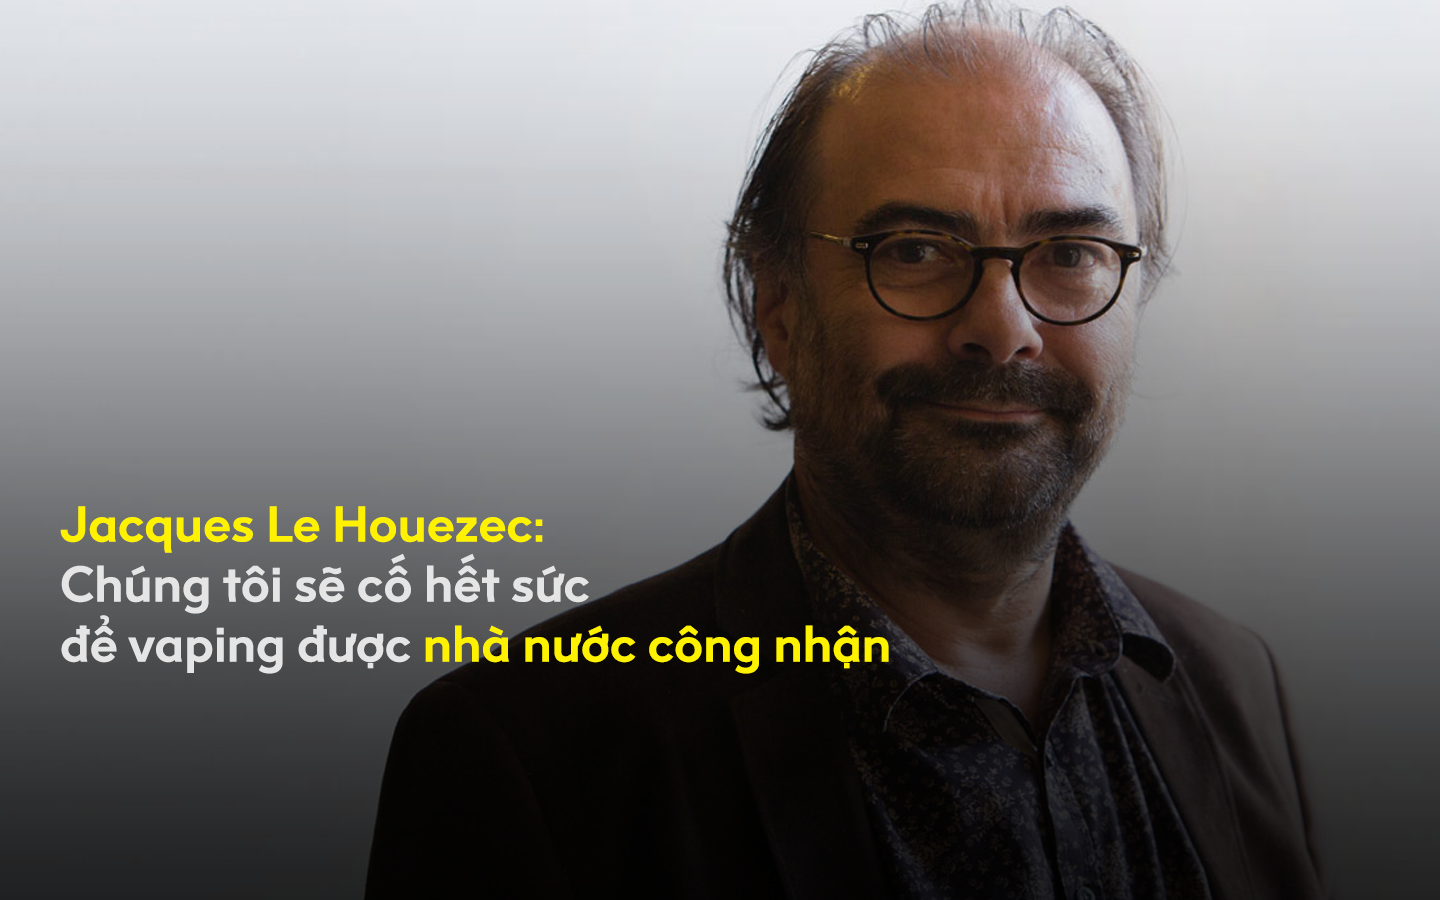 Jacques Le Houezec:
Chúng tôi sẽ cố hết sức
để vaping được nhà nước công nhận